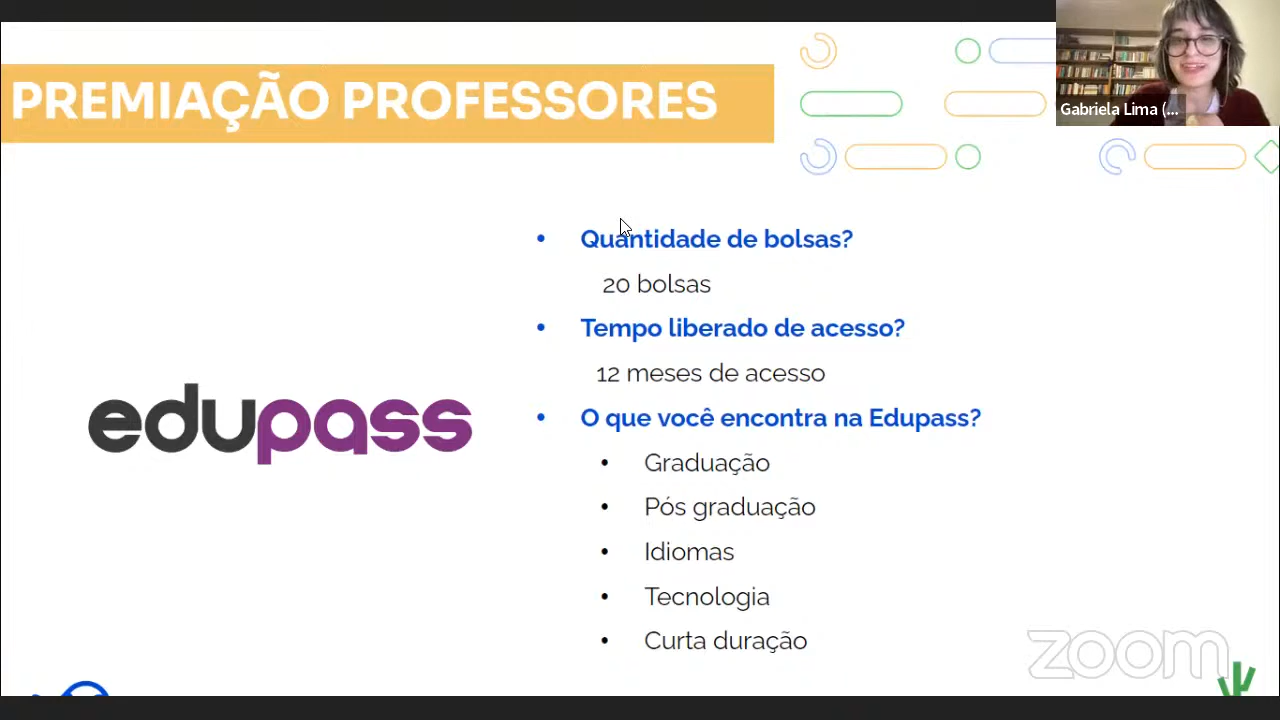 PREMIAÇÃO PROFESSORES
Gabriela Lima (...
Quantidade de bolsas?
20 bolsas
Tempo liberado de acesso?
12 meses de acesso
O que você encontra na Edupass?
Graduação
Pós graduação
Idiomas
Tecnologia
Curta duração
edupass
zoom